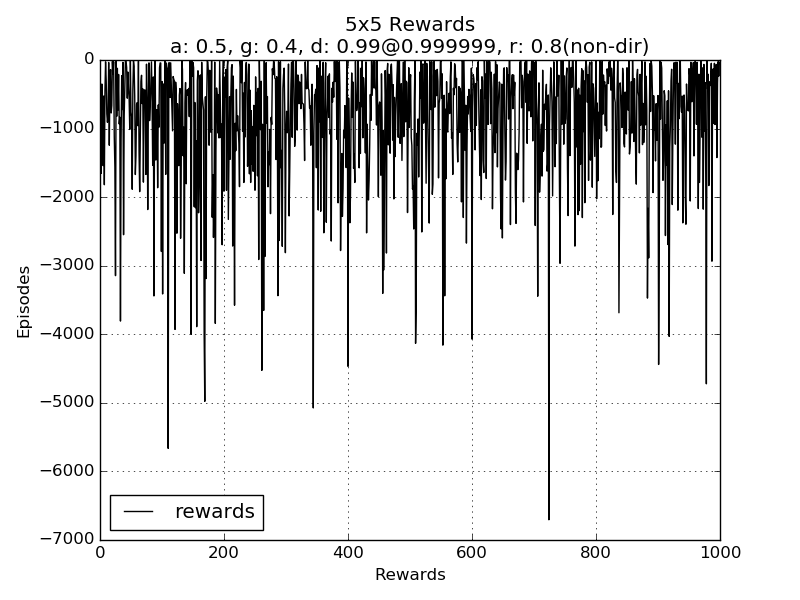 5x5 Rewards
a: 0.5, g: 0.4, d: 0.99@0.999999, r: 0.8(non-dir)
0
−1000
−2000
−3000
−4000
−5000
−6000
−7000
Episodes
rewards
0 200 400 600 800 1000
Rewards